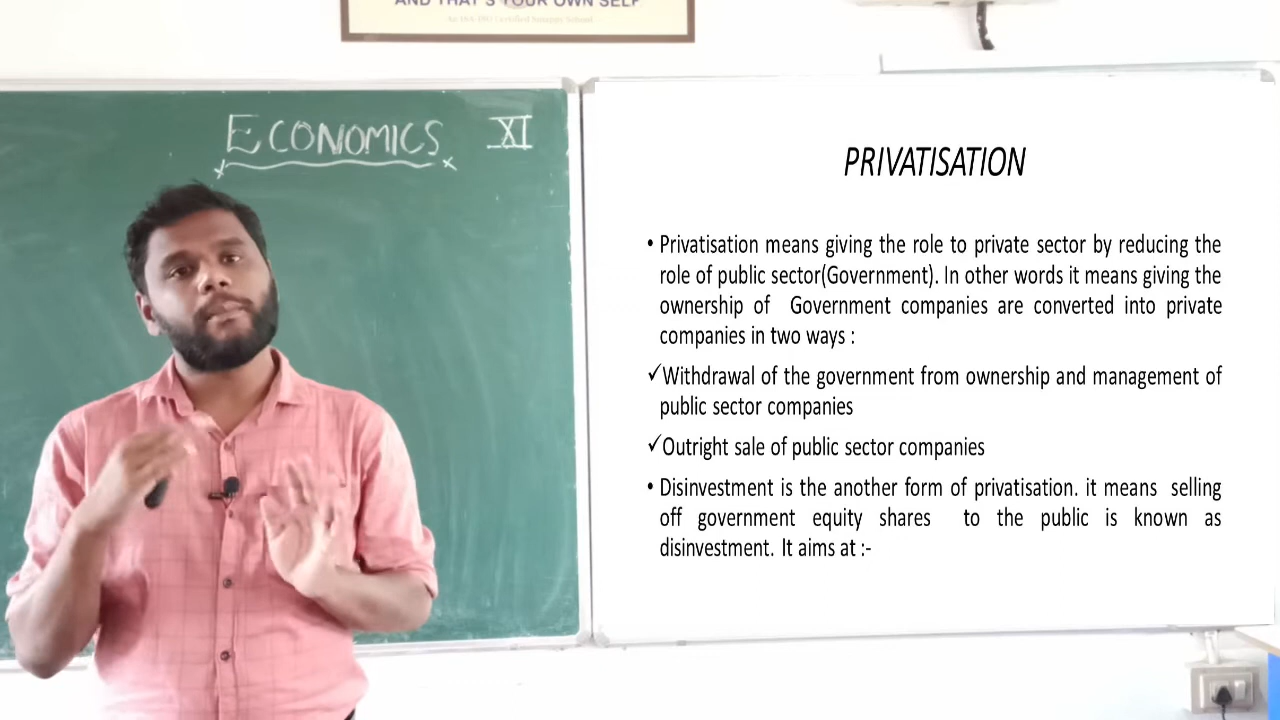 AND THAT'S YOUR OWN SELF
ECONOMICS XI
PRIVATISATION
• Privatisation means giving the role to private sector by reducing the
role of public sector(Government). In other words it means giving the
ownership of Government companies are converted into private
companies in two ways :
✓Withdrawal of the government from ownership and management of
public sector companies
✓Outright sale of public sector companies
• Disinvestment is the another form of privatisation. it means selling
off government equity shares to the public is known as
disinvestment. It aims at :-